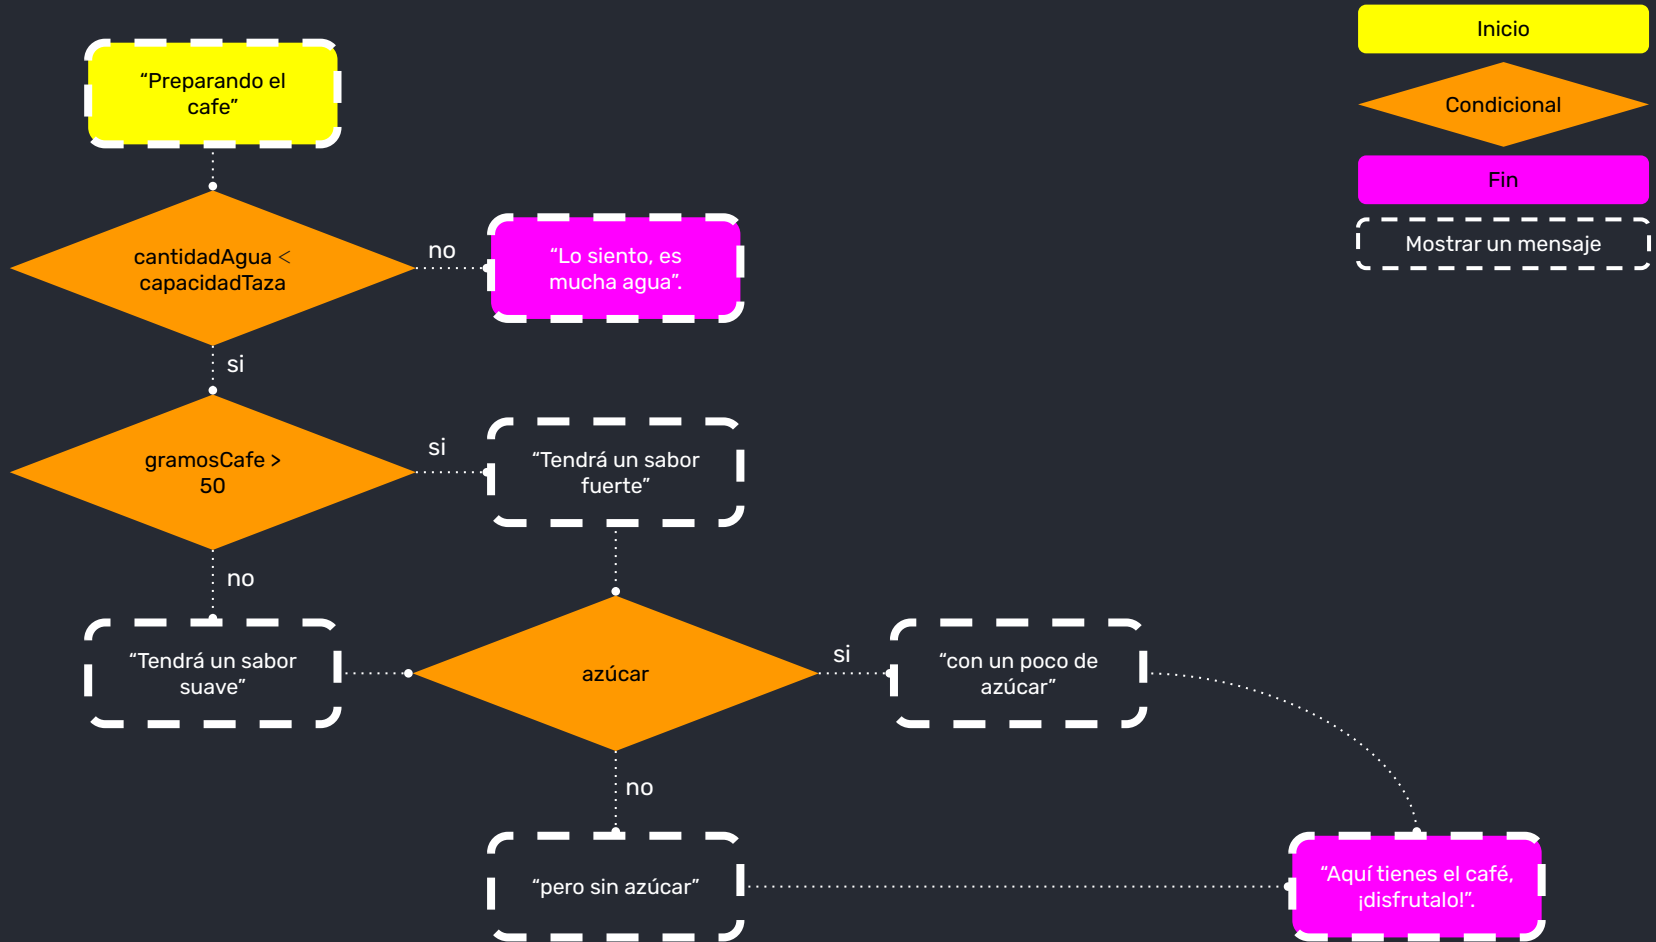 Inicio
“Preparando el
cafe”
Condicional
Fin
Mostrar un mensaje
cantidadAgua <
capacidadTaza
no
“Lo siento, es
mucha agua”.
si
gramosCafe >
50
si
“Tendrá un sabor
fuerte”
no
“Tendrá un sabor
suave”
azúcar
si
“con un poco de
azúcar”
no
“pero sin azúcar”
“Aquí tienes el café,
¡disfrutalo!”.